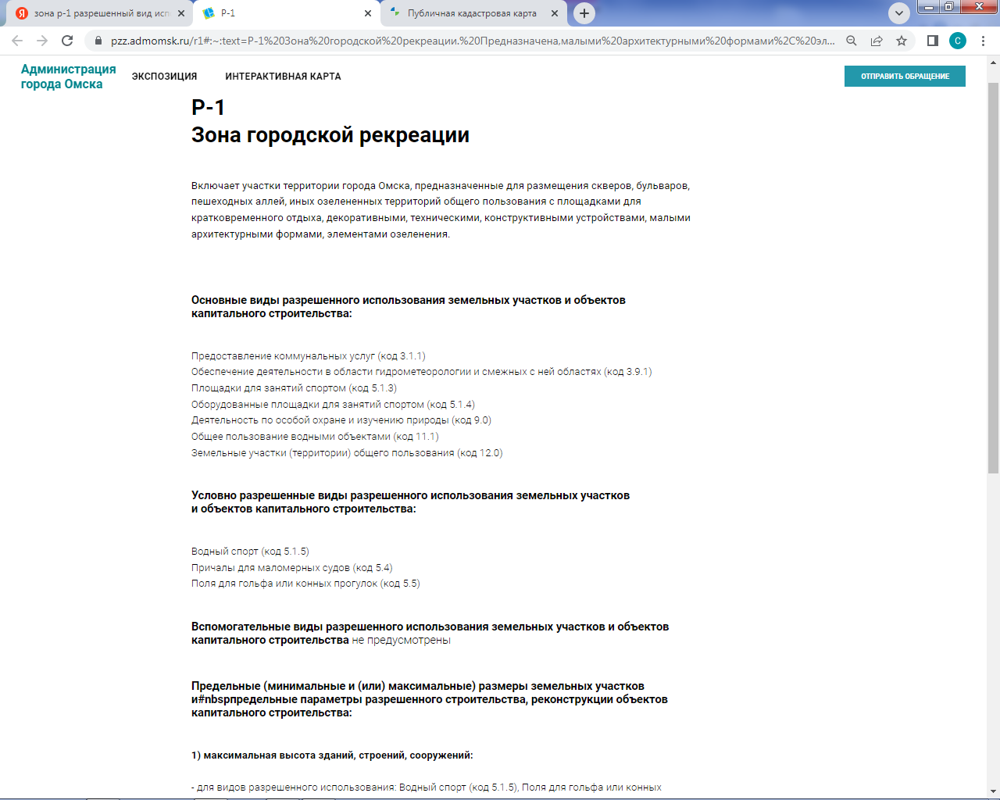 Я зона р-1 разрешенный вид исп
Р-1
Публичная кадастровая карта
pzz.admomsk.ru/r1#:~:text=Р-1%20Зона%20городской%20рекреации.%20Предназначена,малыми%20архитектурными%20формами%2С%20эл...
С
Администрация
города Омска
ЭКСПОЗИЦИЯ
ИНТЕРАКТИВНАЯ КАРТА
ОТПРАВИТЬ ОБРАЩЕНИЕ
Р-1
Зона городской рекреации
Включает участки территории города Омска, предназначенные для размещения скверов, бульваров,
пешеходных аллей, иных озелененных территорий общего пользования с площадками для
кратковременного отдыха, декоративными, техническими, конструктивными устройствами, малыми
архитектурными формами, элементами озеленения.
Основные виды разрешенного использования земельных участков и объектов
капитального строительства:
Предоставление коммунальных услуг (код 3.1.1)
Обеспечение деятельности в области гидрометеорологии и смежных с ней областях (код 3.9.1)
Площадки для занятий спортом (код 5.1.3)
Оборудованные площадки для занятий спортом (код 5.1.4)
Деятельность по особой охране и изучению природы (код 9.0)
Общее пользование водными объектами (код 11.1)
Земельные участки (территории) общего пользования (код 12.0)
Условно разрешенные виды разрешенного использования земельных участков
и объектов капитального строительства:
Водный спорт (код 5.1.5)
Причалы для маломерных судов (код 5.4)
Поля для гольфа или конных прогулок (код 5.5)
Вспомогательные виды разрешенного использования земельных участков и объектов
капитального строительства не предусмотрены
Предельные (минимальные и (или) максимальные) размеры земельных участков
и#nbspпредельные параметры разрешенного строительства, реконструкции объектов
капитального строительства:
1) максимальная высота зданий, строений, сооружений:
- для видов разрешенного использования: Водный спорт (код 5.1.5), Поля для гольфа или конных